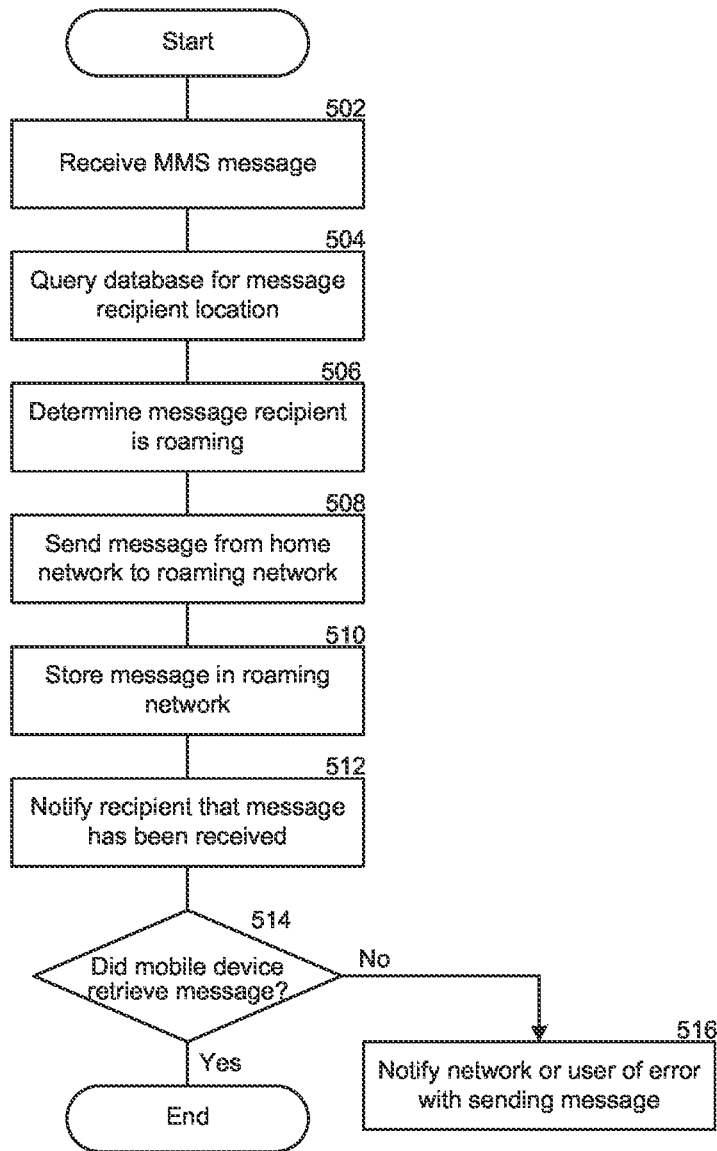 Start
502
Receive MMS message
504
Query database for message
recipient location
506
Determine message recipient
is roaming
508
Send message from home
network to roaming network
510
Store message in roaming
network
512
Notify recipient that message
has been received
514
Did mobile device
retrieve message?
No
Yes
516
Notify network or user of error
with sending message
End